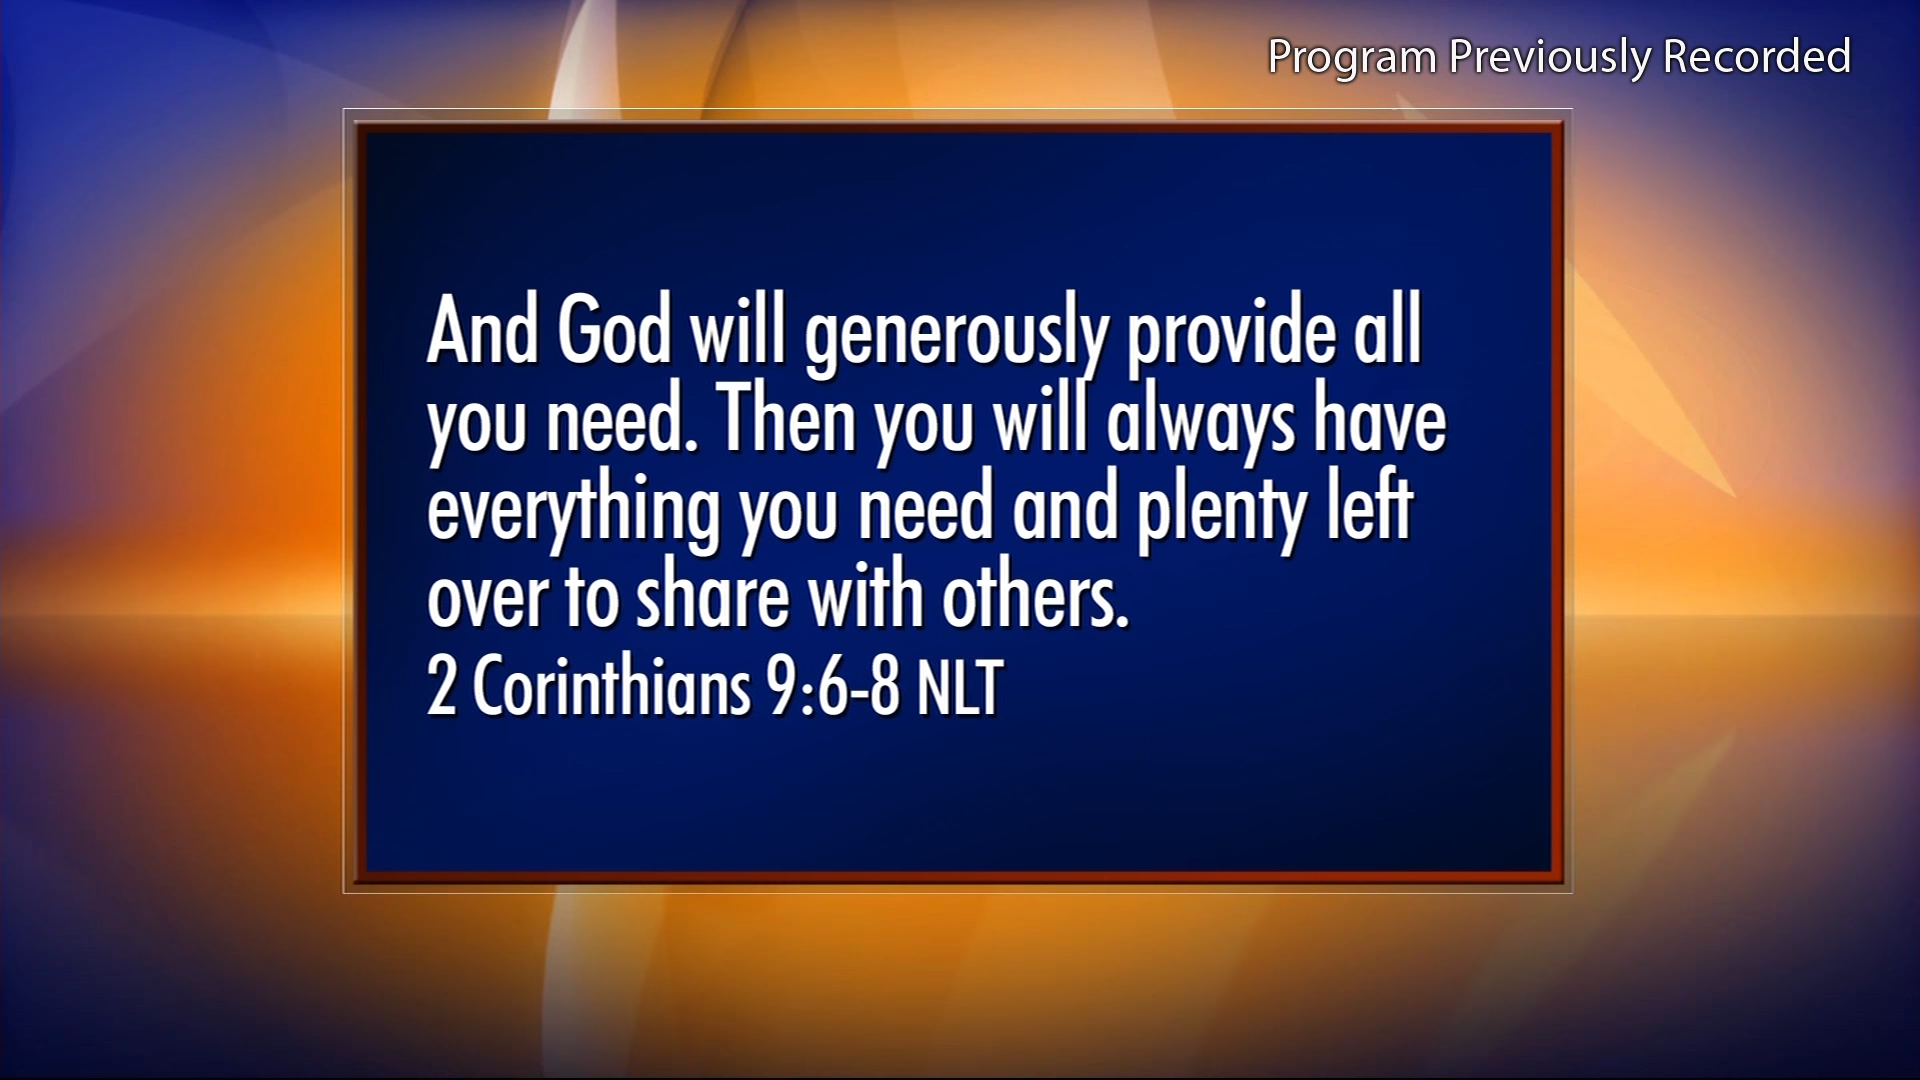 Program Previously Recorded
And God will generously provide all
you need. Then you will always have
everything you need and plenty left
over to share with others.
2 Corinthians 9:6-8 NLT